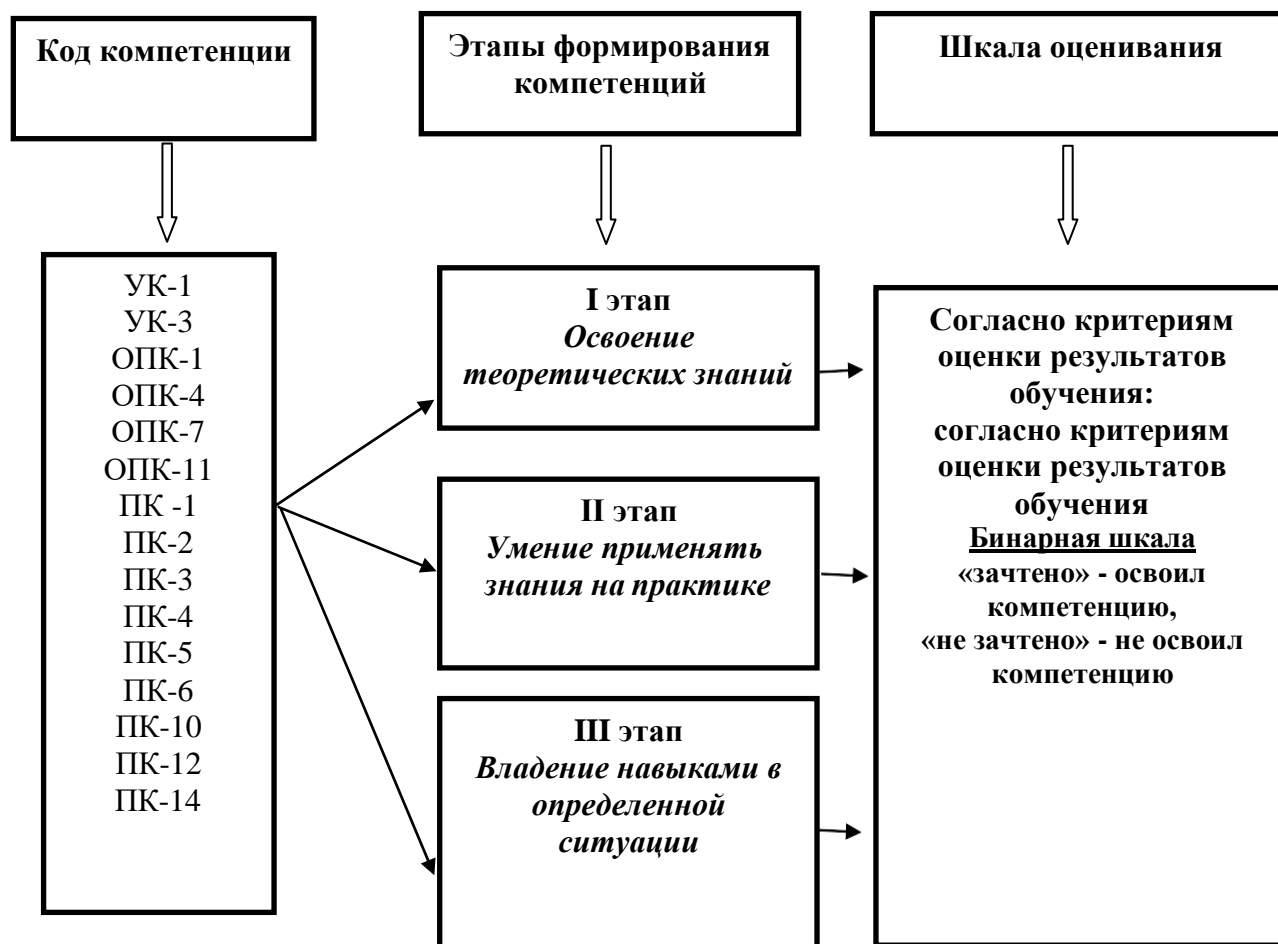 Код компетенции
Этапы формирования
компетенций
Шкала оценивания
УК-1
УК-3
ОПК-1
ОПК-4
ОПК-7
ОПК-11
ПК -1
ПК-2
ПК-3
ПК-4
ПК-5
ПК-6
ПК-10
ПК-12
ПК-14
I этап
Освоение
теоретических знаний
II этап
Умение применять
знания на практике
III этап
Владение навыками в
определенной
ситуации
Согласно критериям
оценки результатов
обучения:
согласно критериям
оценки результатов
обучения
Бинарная шкала
«зачтено» - освоил
компетенцию,
«не зачтено» - не освоил
компетенцию